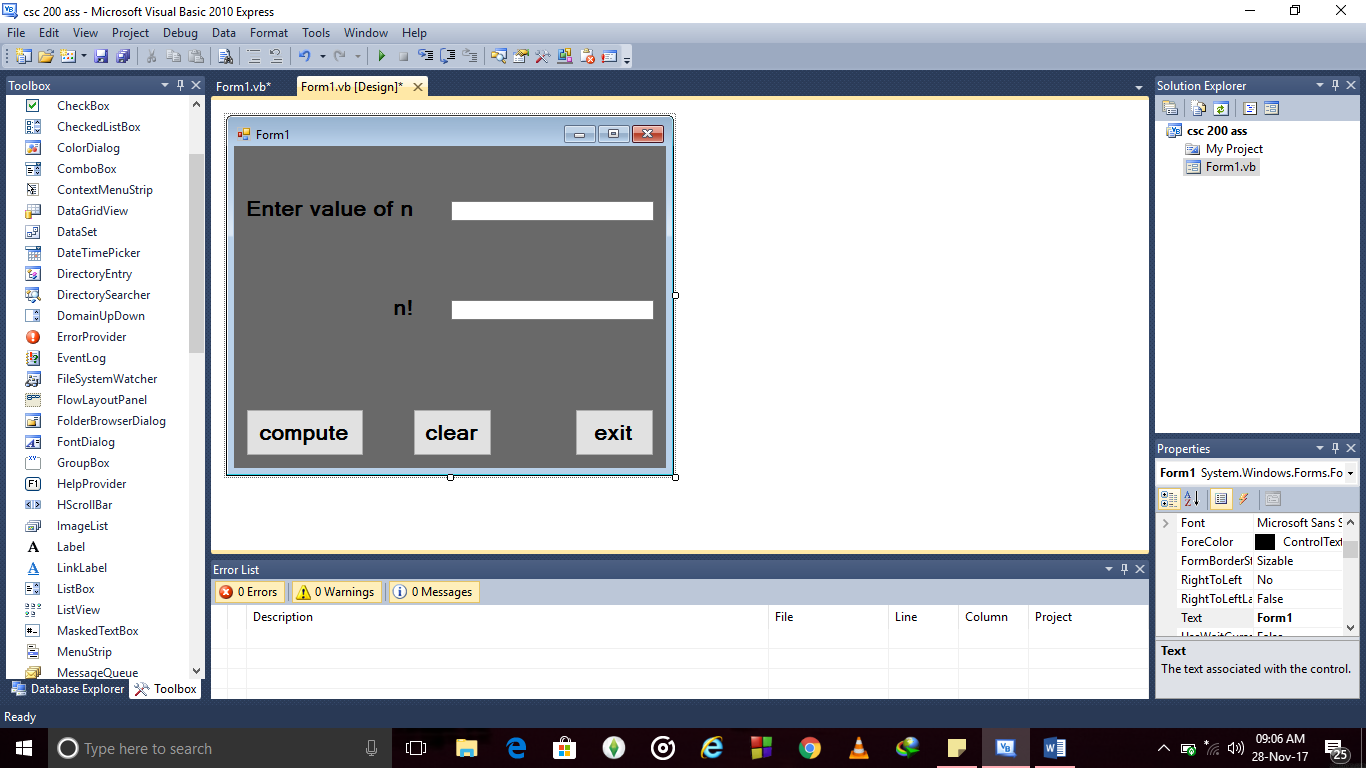 csc 200 ass - Microsoft Visual Basic 2010 Express
File Edit View Project Debug Data Format Tools Window Help
Toolbox
CheckBox
CheckedListBox
ColorDialog
ComboBox
ContextMenuStrip
DataGridView
DataSet
DateTimePicker
DirectoryEntry
DirectorySearcher
DomainUpDown
ErrorProvider
EventLog
FileSystemWatcher
FlowLayoutPanel
FolderBrowserDialog
FontDialog
GroupBox
HelpProvider
HScrollBar
ImageList
Label
LinkLabel
ListBox
ListView
MaskedTextBox
MenuStrip
MessageQueue
Database Explorer Toolbox
Form1.vb* Form1.vb [Design]*
Form1
Enter value of n
n!
compute clear exit
Error List
0 Errors 0 Warnings 0 Messages
Description File Line Column Project
Solution Explorer
csc 200 ass
My Project
Form1.vb
Properties
Form1 System.Windows.Forms.Fo
Font Microsoft Sans S
ForeColor ControlText
FormBorderSt Sizable
RightToLeft No
RightToLeftLa False
Text Form1
Text
The text associated with the control.
Ready
Type here to search
09:06 AM
28-Nov-17
25